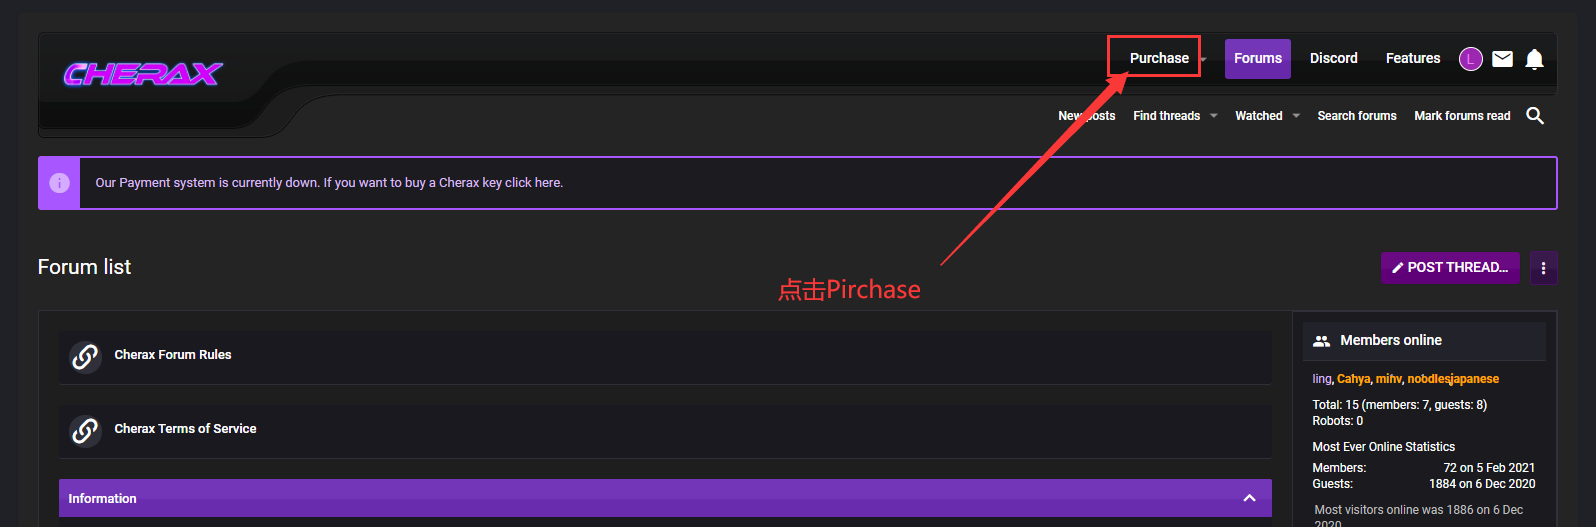 CHERAX
Purchase Forums Discord Features L
New posts Find threads Watched Search forums Mark forums read
Our Payment system is currently down. If you want to buy a Cherax key click here.
Forum list
POST THREAD...
点击Pirchase
Cherax Forum Rules
Cherax Terms of Service
Information
Members online
ling, Cahya, mihv, nobdlesjapanese
Total: 15 (members: 7, guests: 8)
Robots: 0
Most Ever Online Statistics
Members: 72 on 5 Feb 2021
Guests: 1884 on 6 Dec 2020
Most visitors online was 1886 on 6 Dec
2020